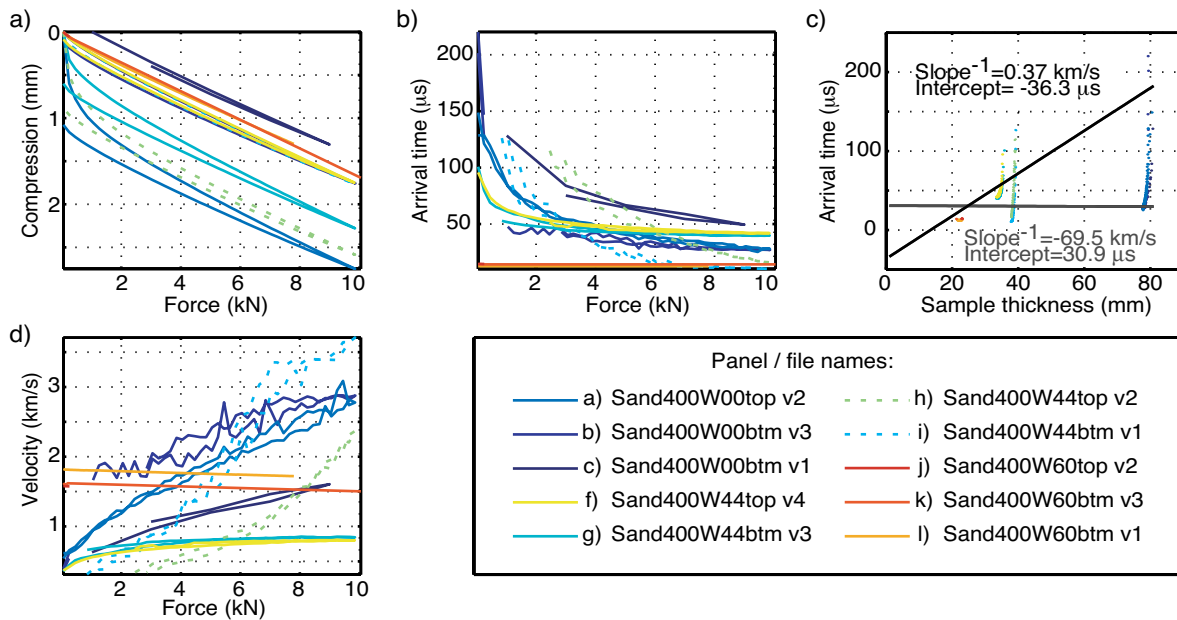 a)
0
1
2
Compression (mm)
2
4
6
8
10
Force (kN)
b)
200
150
100
50
Arrival time (µs)
2
4
6
8
10
Force (kN)
c)
200
100
0
Arrival time (µs)
Slope-1=0.37 km/s
Intercept= -36.3 µs
Slope-1=-69.5 km/s
Intercept=30.9 µs
0
20
40
60
80
Sample thickness (mm)
d)
3
2
1
Velocity (km/s)
2
4
6
8
10
Force (kN)
Panel / file names:
a) Sand400W00top v2
b) Sand400W00btm v3
c) Sand400W00btm v1
f) Sand400W44top v4
g) Sand400W44btm v3
h) Sand400W44top v2
i) Sand400W44btm v1
j) Sand400W60top v2
k) Sand400W60btm v3
l) Sand400W60btm v1